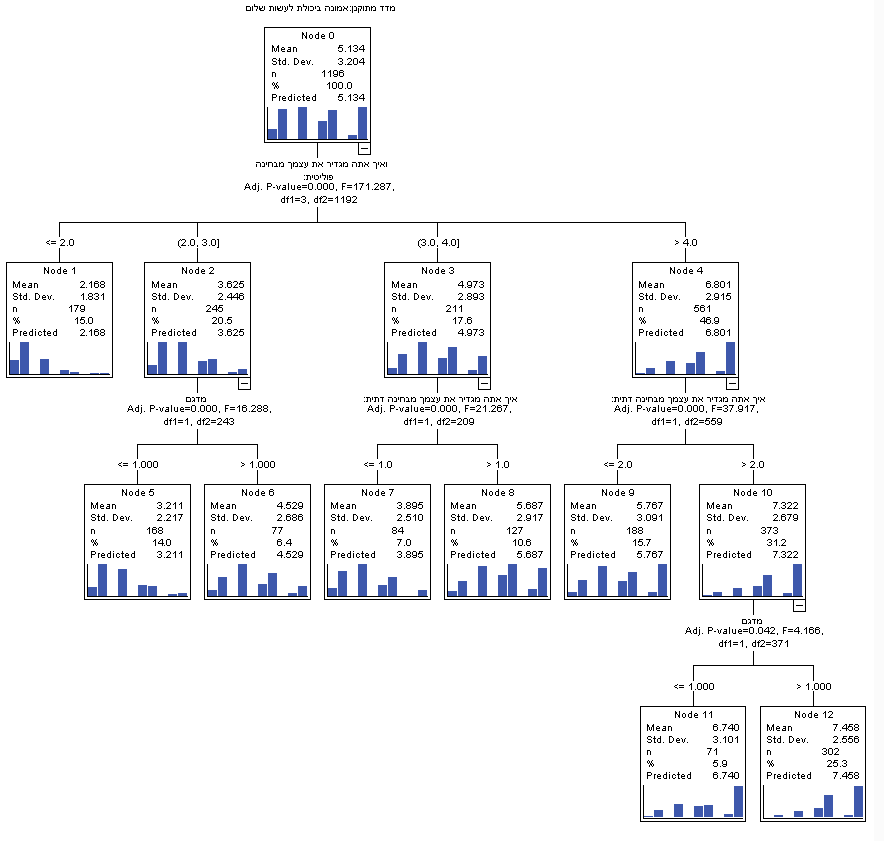 מדד מתוקנן:אמונה ביכולת לעשות שלום
Node 0
Mean 5.134
Std. Dev. 3.204
n 1196
% 100.0
Predicted 5.134
ואיך אתה מגדיר את עצמך מבחינה
פוליטית:
Adj. P-value=0.000, F=171.287,
df1=3, df2=1192
<= 2.0
(2.0, 3.0]
(3.0, 4.0]
> 4.0
Node 1
Mean 2.168
Std. Dev. 1.831
n 179
% 15.0
Predicted 2.168
Node 2
Mean 3.625
Std. Dev. 2.446
n 245
% 20.5
Predicted 3.625
Node 3
Mean 4.973
Std. Dev. 2.893
n 211
% 17.6
Predicted 4.973
Node 4
Mean 6.801
Std. Dev. 2.915
n 561
% 46.9
Predicted 6.801
מדגם
Adj. P-value=0.000, F=16.288,
df1=1, df2=243
איך אתה מגדיר את עצמך מבחינה דתית:
Adj. P-value=0.000, F=21.267,
df1=1, df2=209
איך אתה מגדיר את עצמך מבחינה דתית:
Adj. P-value=0.000, F=37.917,
df1=1, df2=559
<= 1.000
> 1.000
<= 1.0
> 1.0
<= 2.0
> 2.0
Node 5
Mean 3.211
Std. Dev. 2.217
n 168
% 14.0
Predicted 3.211
Node 6
Mean 4.529
Std. Dev. 2.686
n 77
% 6.4
Predicted 4.529
Node 7
Mean 3.895
Std. Dev. 2.510
n 84
% 7.0
Predicted 3.895
Node 8
Mean 5.687
Std. Dev. 2.917
n 127
% 10.6
Predicted 5.687
Node 9
Mean 5.767
Std. Dev. 3.091
n 188
% 15.7
Predicted 5.767
Node 10
Mean 7.322
Std. Dev. 2.679
n 373
% 31.2
Predicted 7.322
מדגם
Adj. P-value=0.042, F=4.166,
df1=1, df2=371
<= 1.000
> 1.000
Node 11
Mean 6.740
Std. Dev. 3.101
n 71
% 5.9
Predicted 6.740
Node 12
Mean 7.458
Std. Dev. 2.556
n 302
% 25.3
Predicted 7.458